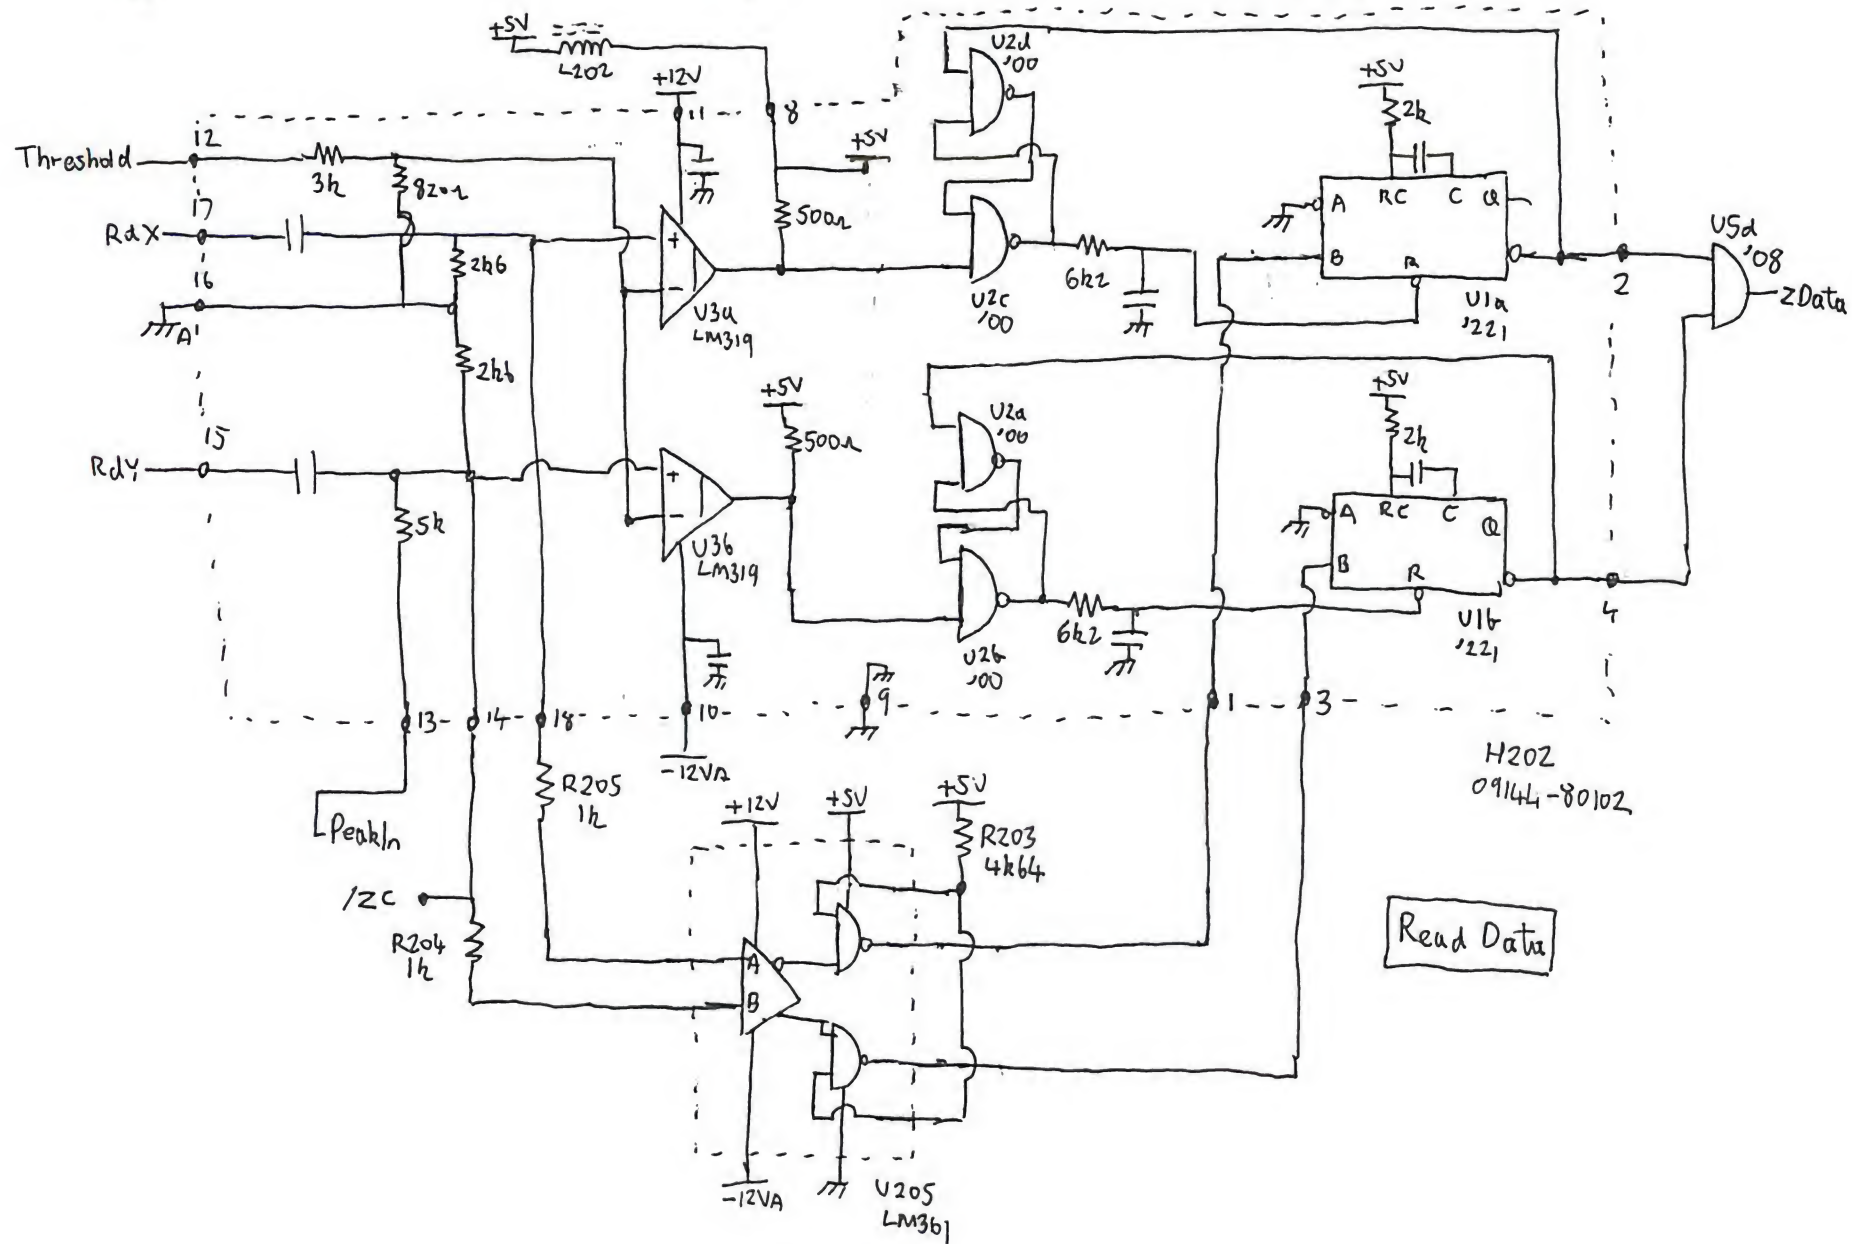 +5V
L202
+12V
11
8
+5V
U2d
'00
+5V
2k
12
Threshold
3k
820Ω
17
RdX
500Ω
2k6
16
A
+
-
U3a
LM319
U2c
'00
6k2
A
RC
C
Q
B
R
U1a
'221
2
U5d
'08
ZData
2k6
15
RdY
5k
+5V
500Ω
+
-
U3b
LM319
U2a
'00
U2b
'00
6k2
+5V
2k
A
RC
C
Q
B
R
U1b
'221
4
13
14
18
10
9
1
3
-12VA
H202
09144-80102
PeakIn
R205
1k
+12V
+5V
+5V
R203
4k64
/ZC
R204
1k
A
B
Read Data
-12VA
U205
LM361